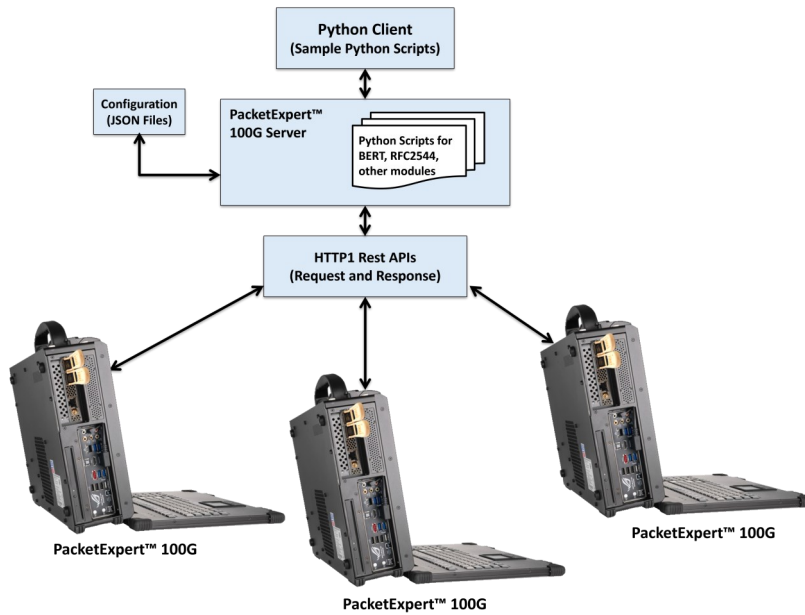 Python Client
(Sample Python Scripts)
Configuration
(JSON Files)
PacketExpert™
100G Server
Python Scripts for
BERT, RFC2544,
other modules
HTTP1 Rest APIs
(Request and Response)
PacketExpert™ 100G
PacketExpert™ 100G
PacketExpert™ 100G